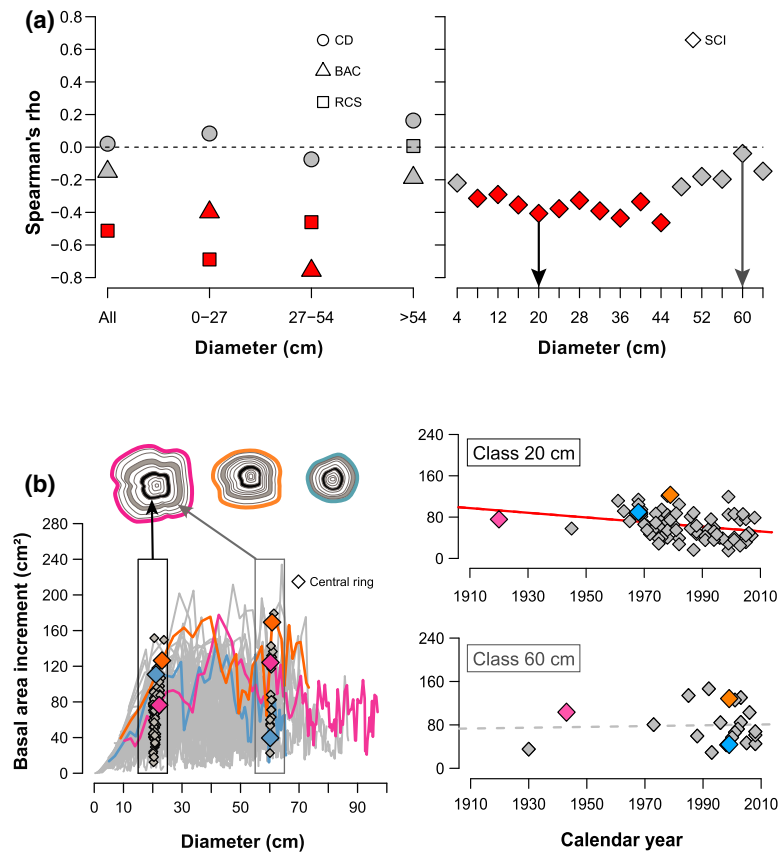 (a)
0.8
0.6
0.4
0.2
0.0
−0.2
−0.4
−0.6
−0.8
Spearman's rho
CD
BAC
RCS
SCI
All 0−27 27−54 >54
Diameter (cm)
4 12 20 28 36 44 52 60
Diameter (cm)
(b)
280
240
200
160
120
80
40
0
Basal area increment (cm²)
Central ring
0 10 30 50 70 90
Diameter (cm)
240
160
80
0
Class 20 cm
1910 1930 1950 1970 1990 2010
240
160
80
0
Class 60 cm
1910 1930 1950 1970 1990 2010
Calendar year